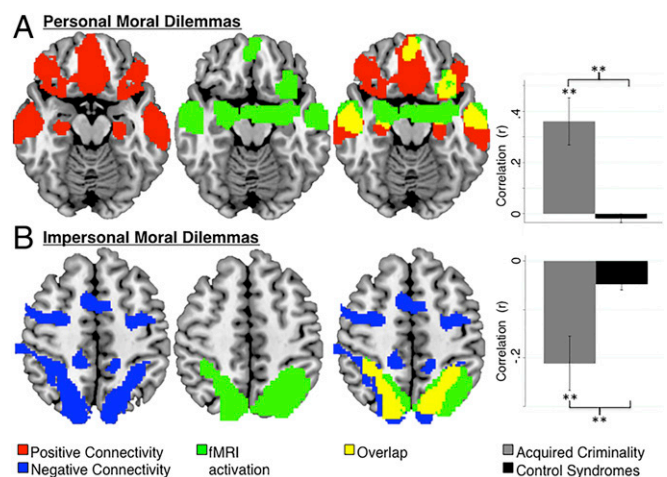 A Personal Moral Dilemmas
**
**
.4
.2
0
Correlation (r)
B Impersonal Moral Dilemmas
0
.2
Correlation (r)
**
**
Positive Connectivity
Negative Connectivity
fMRI
activation
Overlap
Acquired Criminality
Control Syndromes